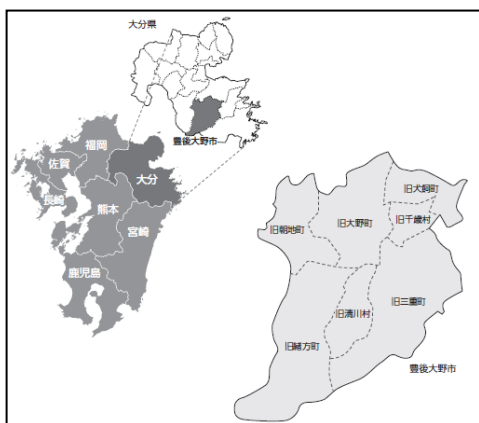 大分県
豊後大野市
福岡
佐賀
大分
長崎
熊本
宮崎
鹿児島
旧犬飼町
旧朝地町
旧大野町
旧千歳村
旧三重町
旧清川村
旧緒方町
豊後大野市